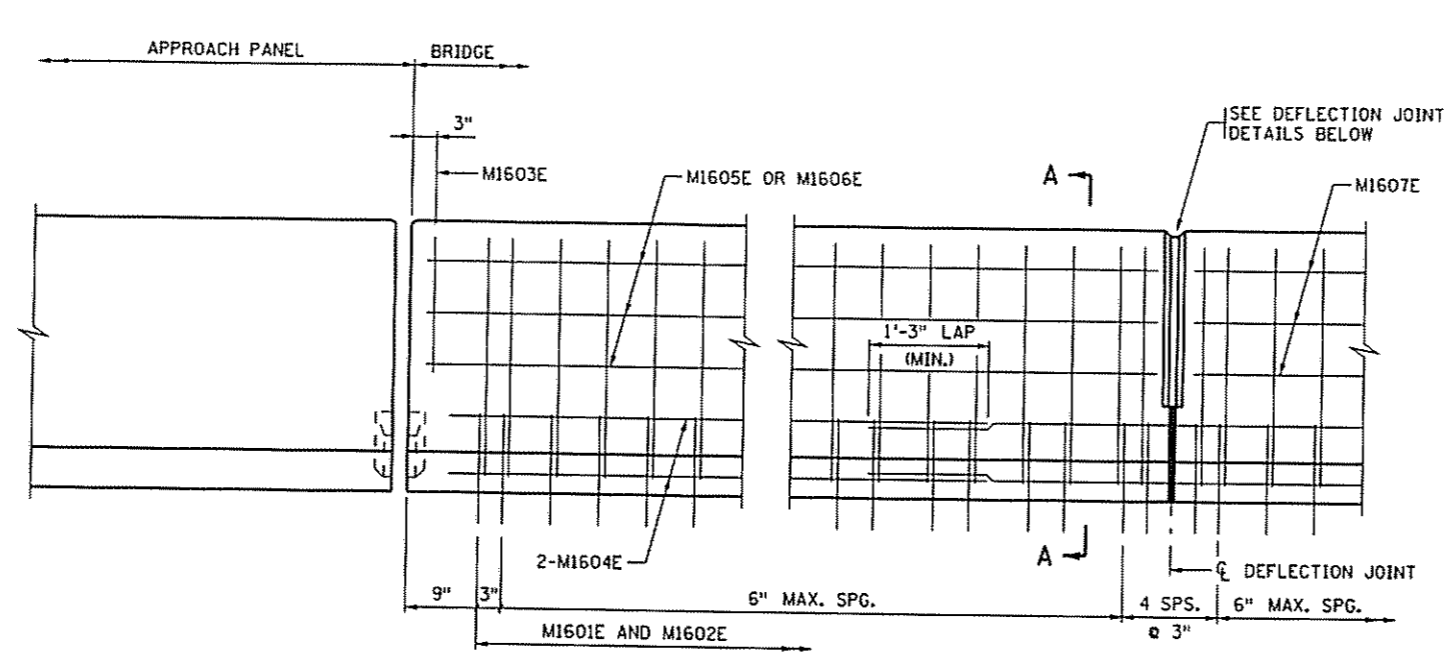 APPROACH PANEL
BRIDGE
3"
M1603E
M1605E OR M1606E
A
SEE DEFLECTION JOINT
DETAILS BELOW
M1607E
1'-3" LAP
(MIN.)
2-M1604E
A
℄ DEFLECTION JOINT
9"
3"
6" MAX. SPG.
4 SPS.
@ 3"
6" MAX. SPG.
M1601E AND M1602E